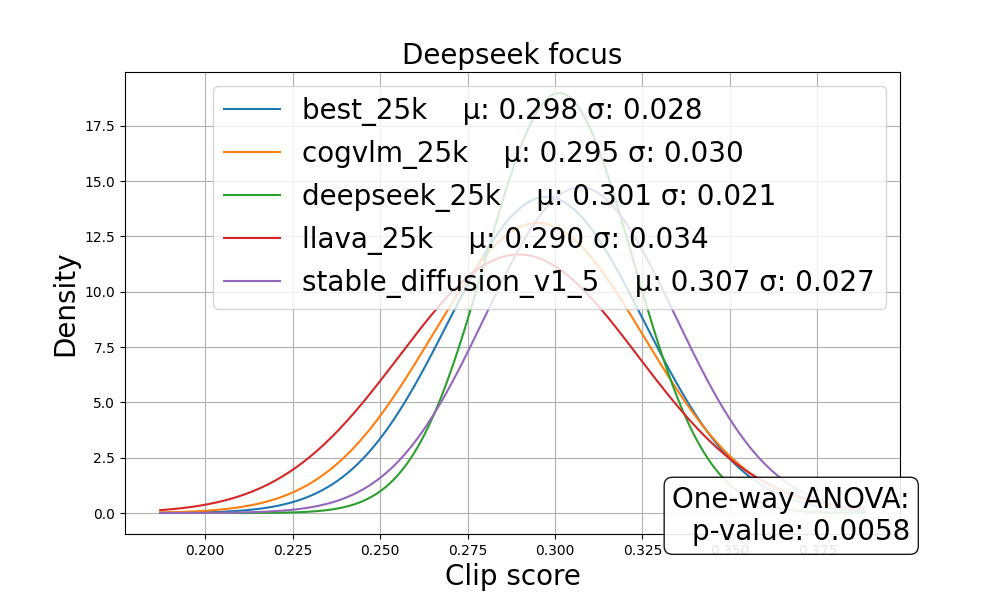 Deepseek focus
best_25k μ: 0.298 σ: 0.028
cogvlm_25k μ: 0.295 σ: 0.030
deepseek_25k μ: 0.301 σ: 0.021
llava_25k μ: 0.290 σ: 0.034
stable_diffusion_v1_5 μ: 0.307 σ: 0.027
Density
17.5
15.0
12.5
10.0
7.5
5.0
2.5
0.0
One-way ANOVA:
p-value: 0.0058
0.200 0.225 0.250 0.275 0.300 0.325 0.350 0.375
Clip score